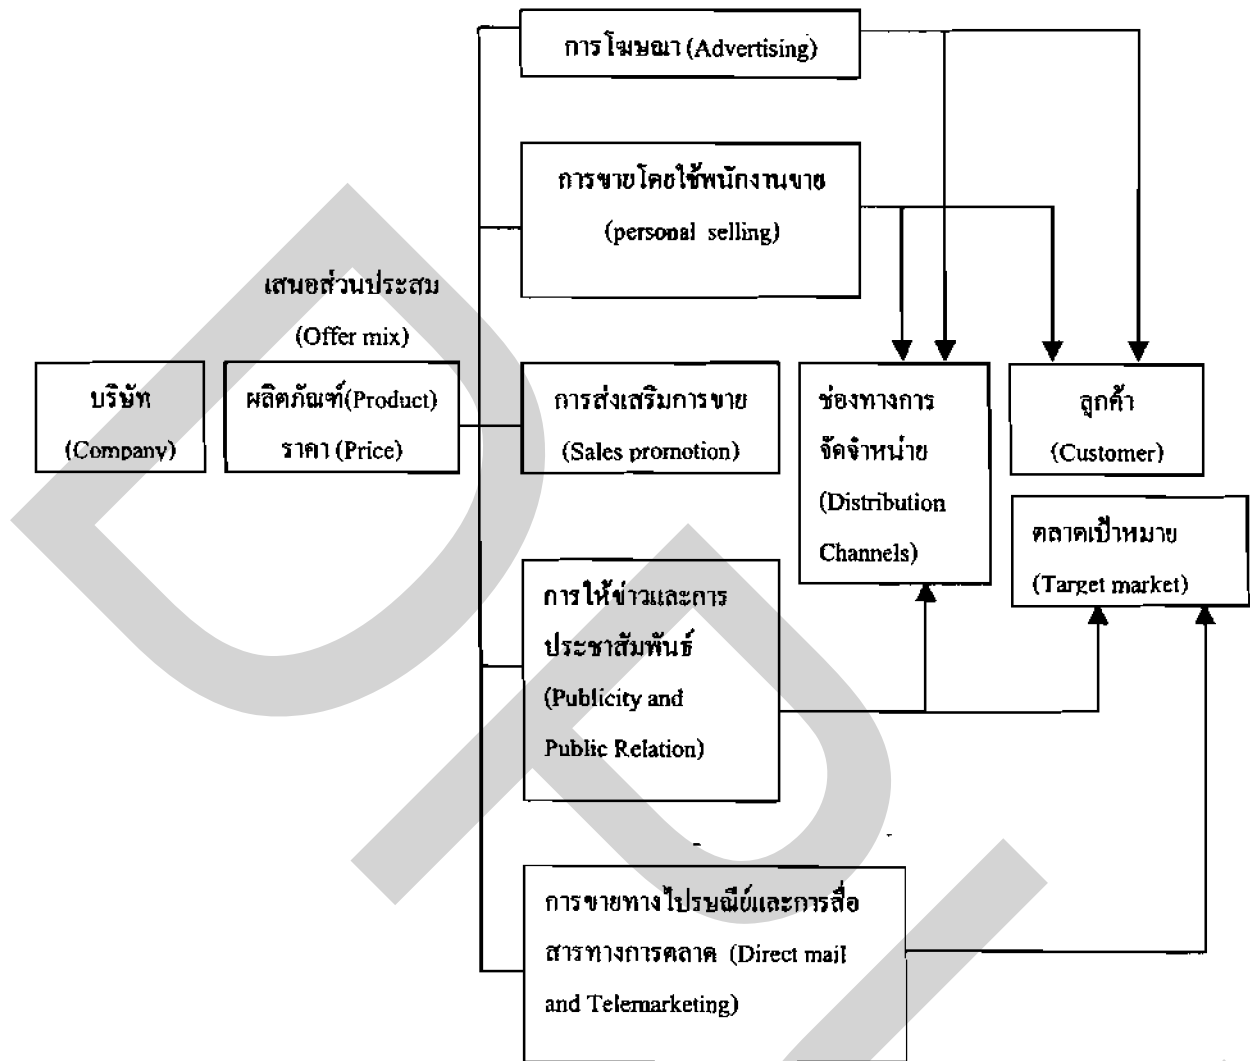 การโฆษณา (Advertising)
การขายโดยใช้พนักงานขาย
(personal selling)
เสนอส่วนประสม
(Offer mix)
บริษัท
(Company)
ผลิตภัณฑ์(Product)
ราคา (Price)
การส่งเสริมการขาย
(Sales promotion)
ช่องทางการ
จัดจำหน่าย
(Distribution
Channels)
ลูกค้า
(Customer)
ตลาดเป้าหมาย
(Target market)
การให้ข่าวและการ
ประชาสัมพันธ์
(Publicity and
Public Relation)
การขายทางไปรษณีย์และการสื่อ
สารทางการตลาด (Direct mail
and Telemarketing)